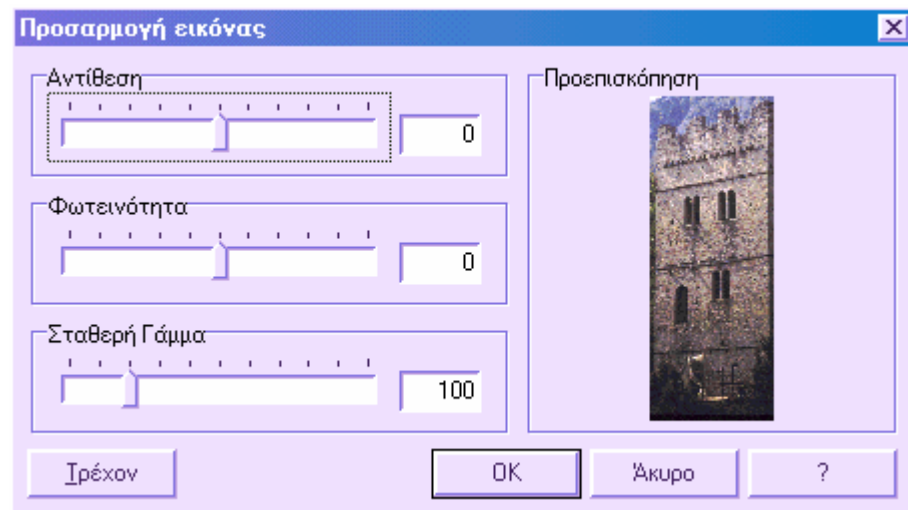 Προσαρμογή εικόνας
Αντίθεση
0
Φωτεινότητα
0
Σταθερή Γάμμα
100
Προεπισκόπηση
Τρέχον
OK
Άκυρο
?